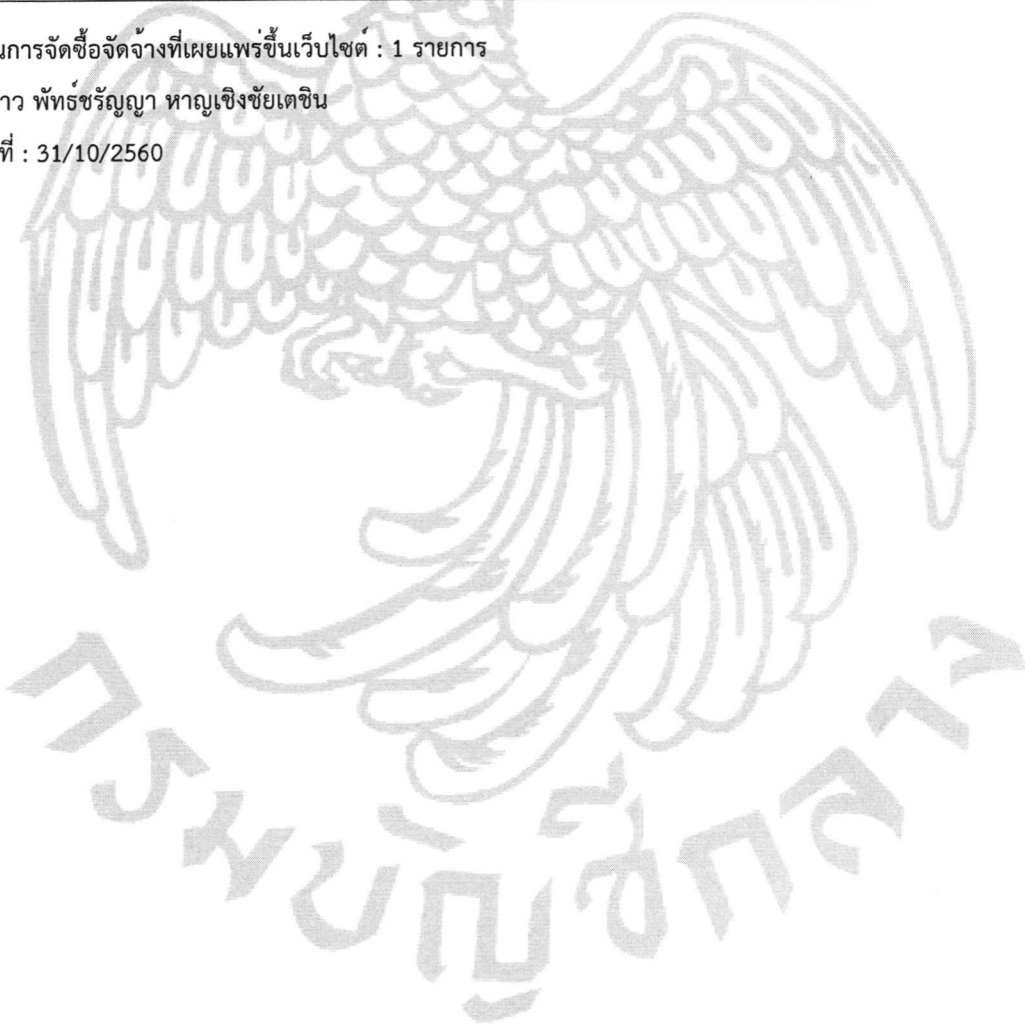 นการจัดซื้อจัดจ้างที่เผยแพร่ขึ้นเว็บไซต์ : 1 รายการ
าว พัทธ์ชรัญญา หาญเชิงชัยเตชิน
ที่ : 31/10/2560
กรมบัญชีกลาง